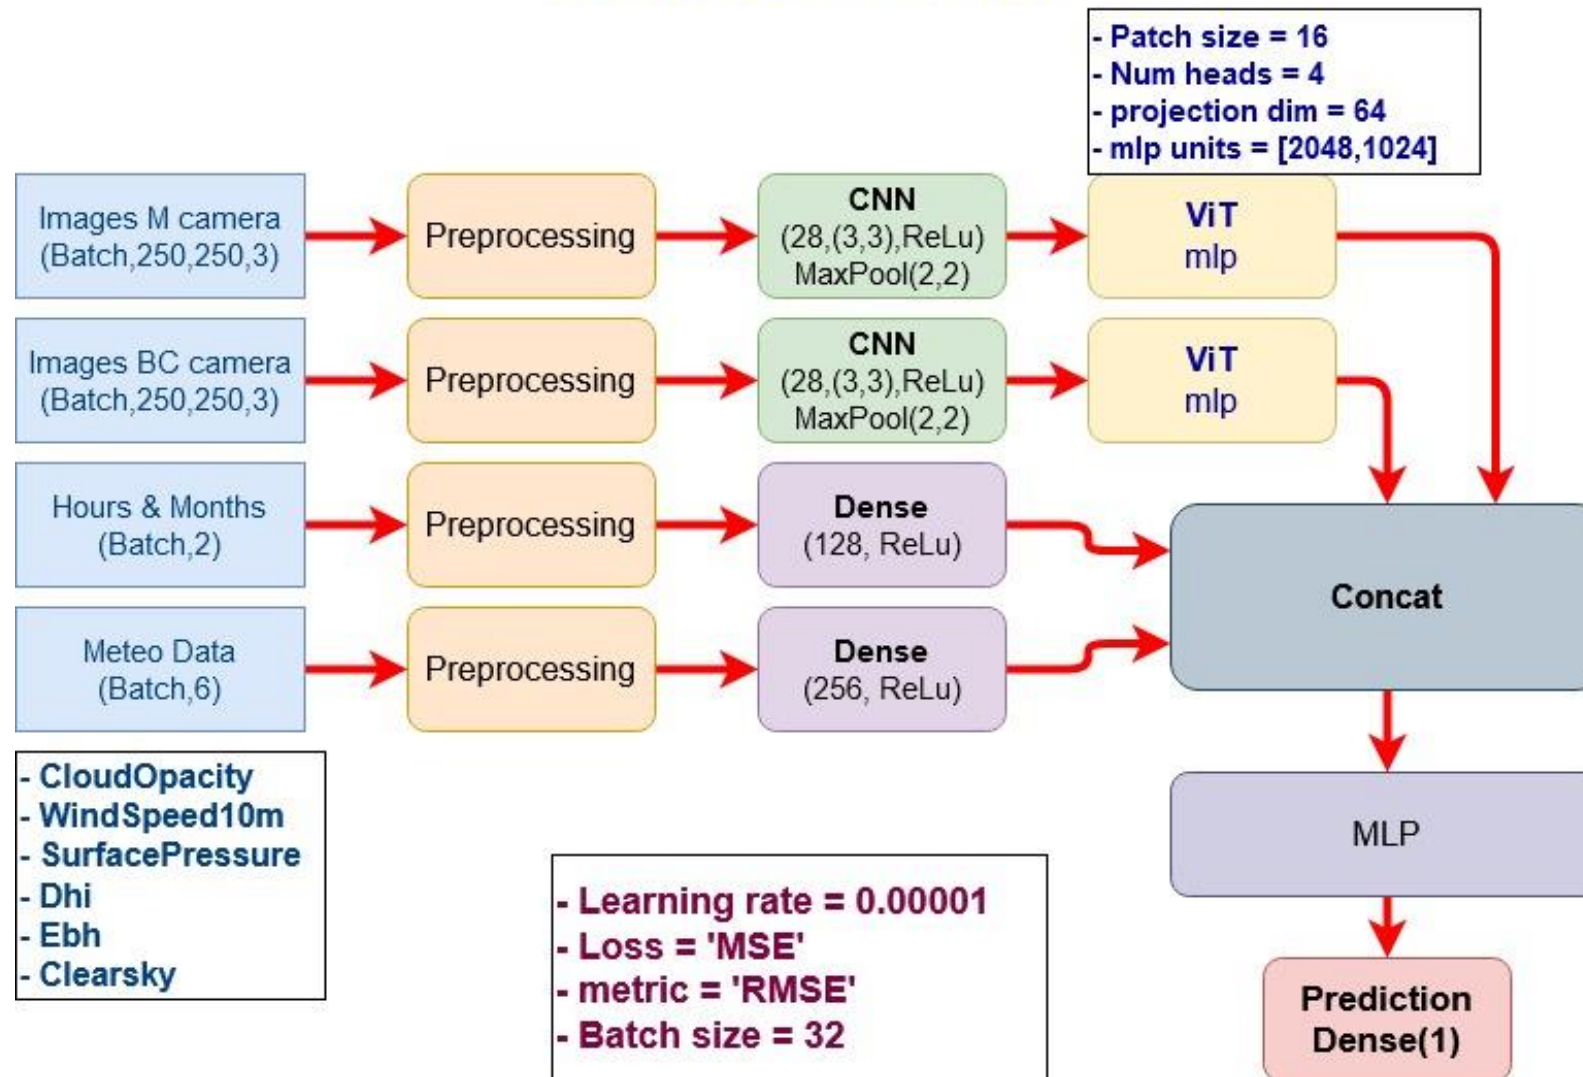 - Patch size = 16
- Num heads = 4
- projection dim = 64
- mlp units = [2048,1024]
Images M camera
(Batch,250,250,3)
Preprocessing
CNN
(28,(3,3),ReLu)
MaxPool(2,2)
ViT
mlp
Images BC camera
(Batch,250,250,3)
Preprocessing
CNN
(28,(3,3),ReLu)
MaxPool(2,2)
ViT
mlp
Hours & Months
(Batch,2)
Preprocessing
Dense
(128, ReLu)
Concat
Meteo Data
(Batch,6)
Preprocessing
Dense
(256, ReLu)
- CloudOpacity
- WindSpeed10m
- SurfacePressure
- Dhi
- Ebh
- Clearsky
- Learning rate = 0.00001
- Loss = 'MSE'
- metric = 'RMSE'
- Batch size = 32
MLP
Prediction
Dense(1)